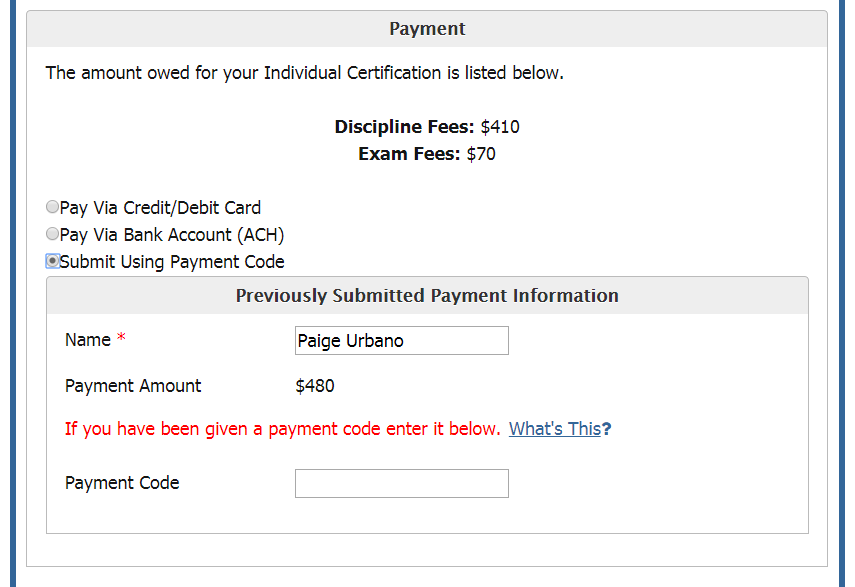 Payment
The amount owed for your Individual Certification is listed below.
Discipline Fees: $410
Exam Fees: $70
Pay Via Credit/Debit Card
Pay Via Bank Account (ACH)
Submit Using Payment Code
Previously Submitted Payment Information
Name * Paige Urbano
Payment Amount $480
If you have been given a payment code enter it below. What's This?
Payment Code